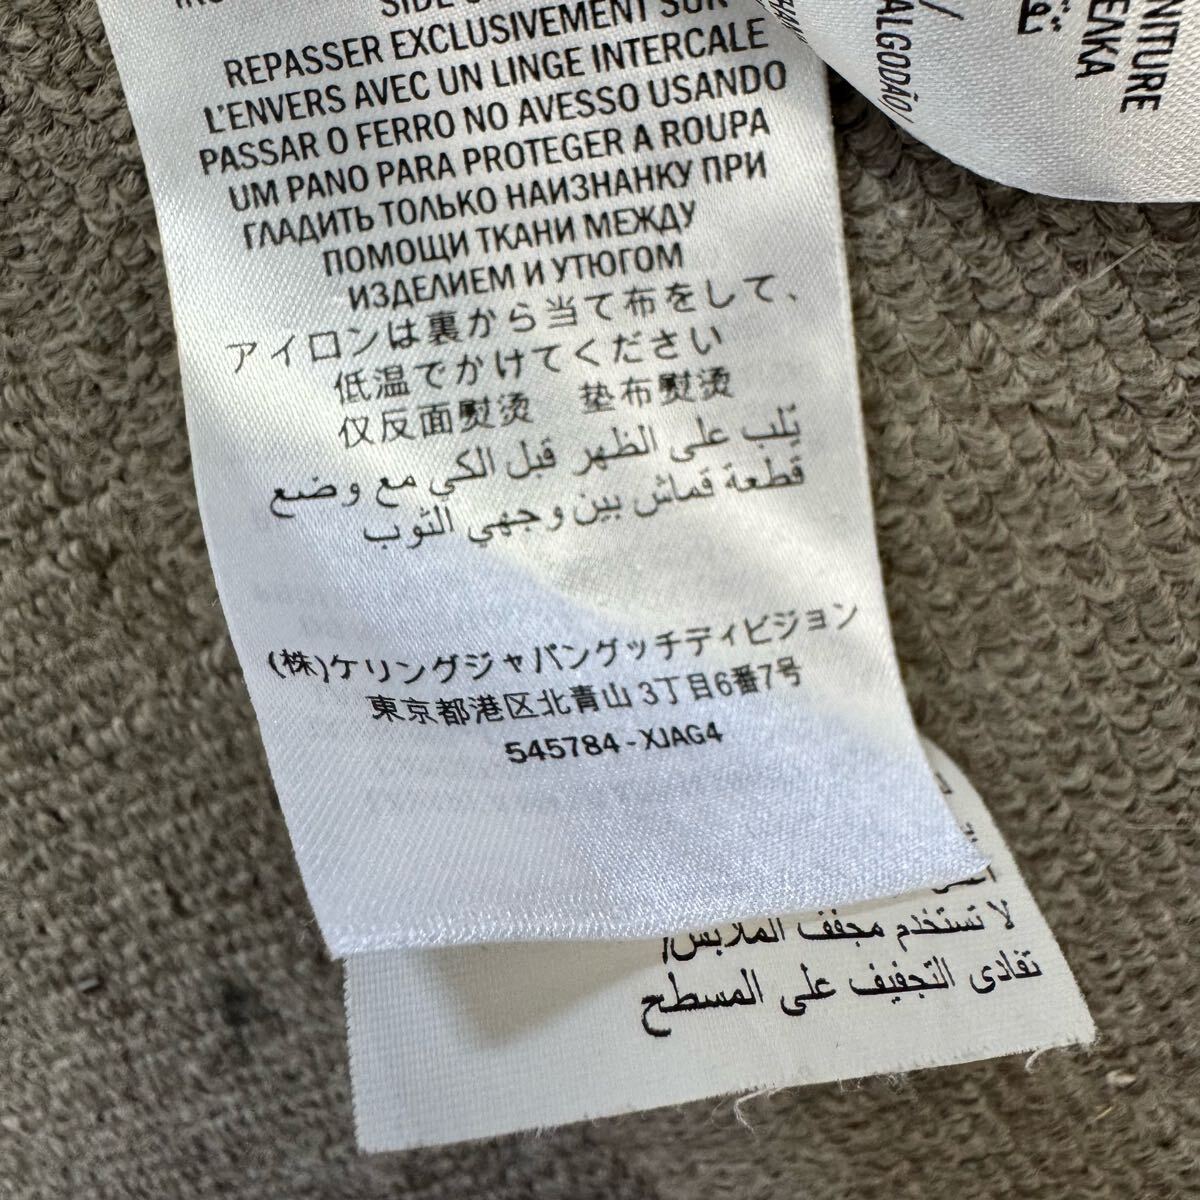 REPASSER EXCLUSIVEMENT SUR
L'ENVERS AVEC UN LINGE INTERCALE
PASSAR O FERRO NO AVESSO USANDO
UM PANO PARA PROTEGER A ROUPA
ГЛАДИТЬ ТОЛЬКО НАИЗНАНКУ ПРИ
ПОМОЩИ ТКАНИ МЕЖДУ
ИЗДЕЛИЕМ И УТЮГОМ
アイロンは裏から当て布をして、
低温でかけてください
仅反面熨烫 垫布熨烫
يقلب على الظهر قبل الكي مع وضع
قطعة قماش بين وجهي الثوب
(株)ケリングジャパングッチディビジョン
東京都港区北青山3丁目6番7号
545784-XJAG4
لا تستخدم مجفف الملابس/
تفادى التجفيف على المسطح
ALGODÃO/